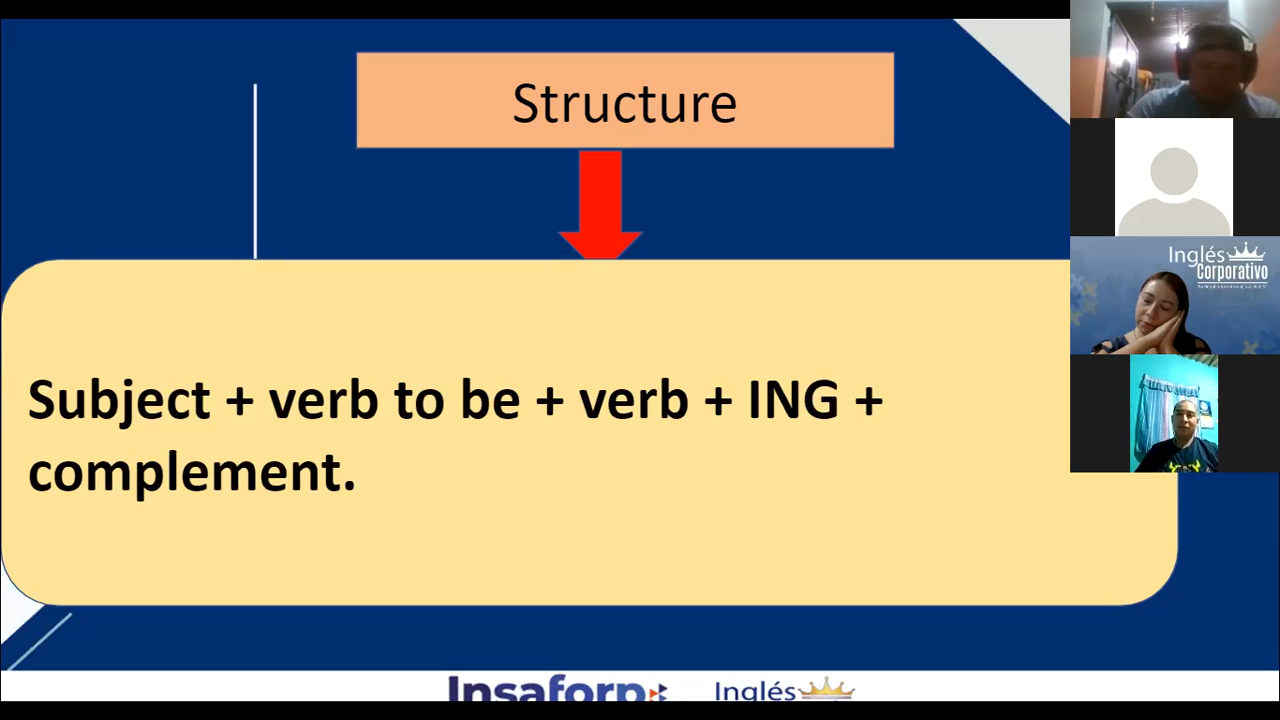 Structure
Subject + verb to be + verb + ING +
complement.
Inglés
Corporativo
Insaforp
Inglés